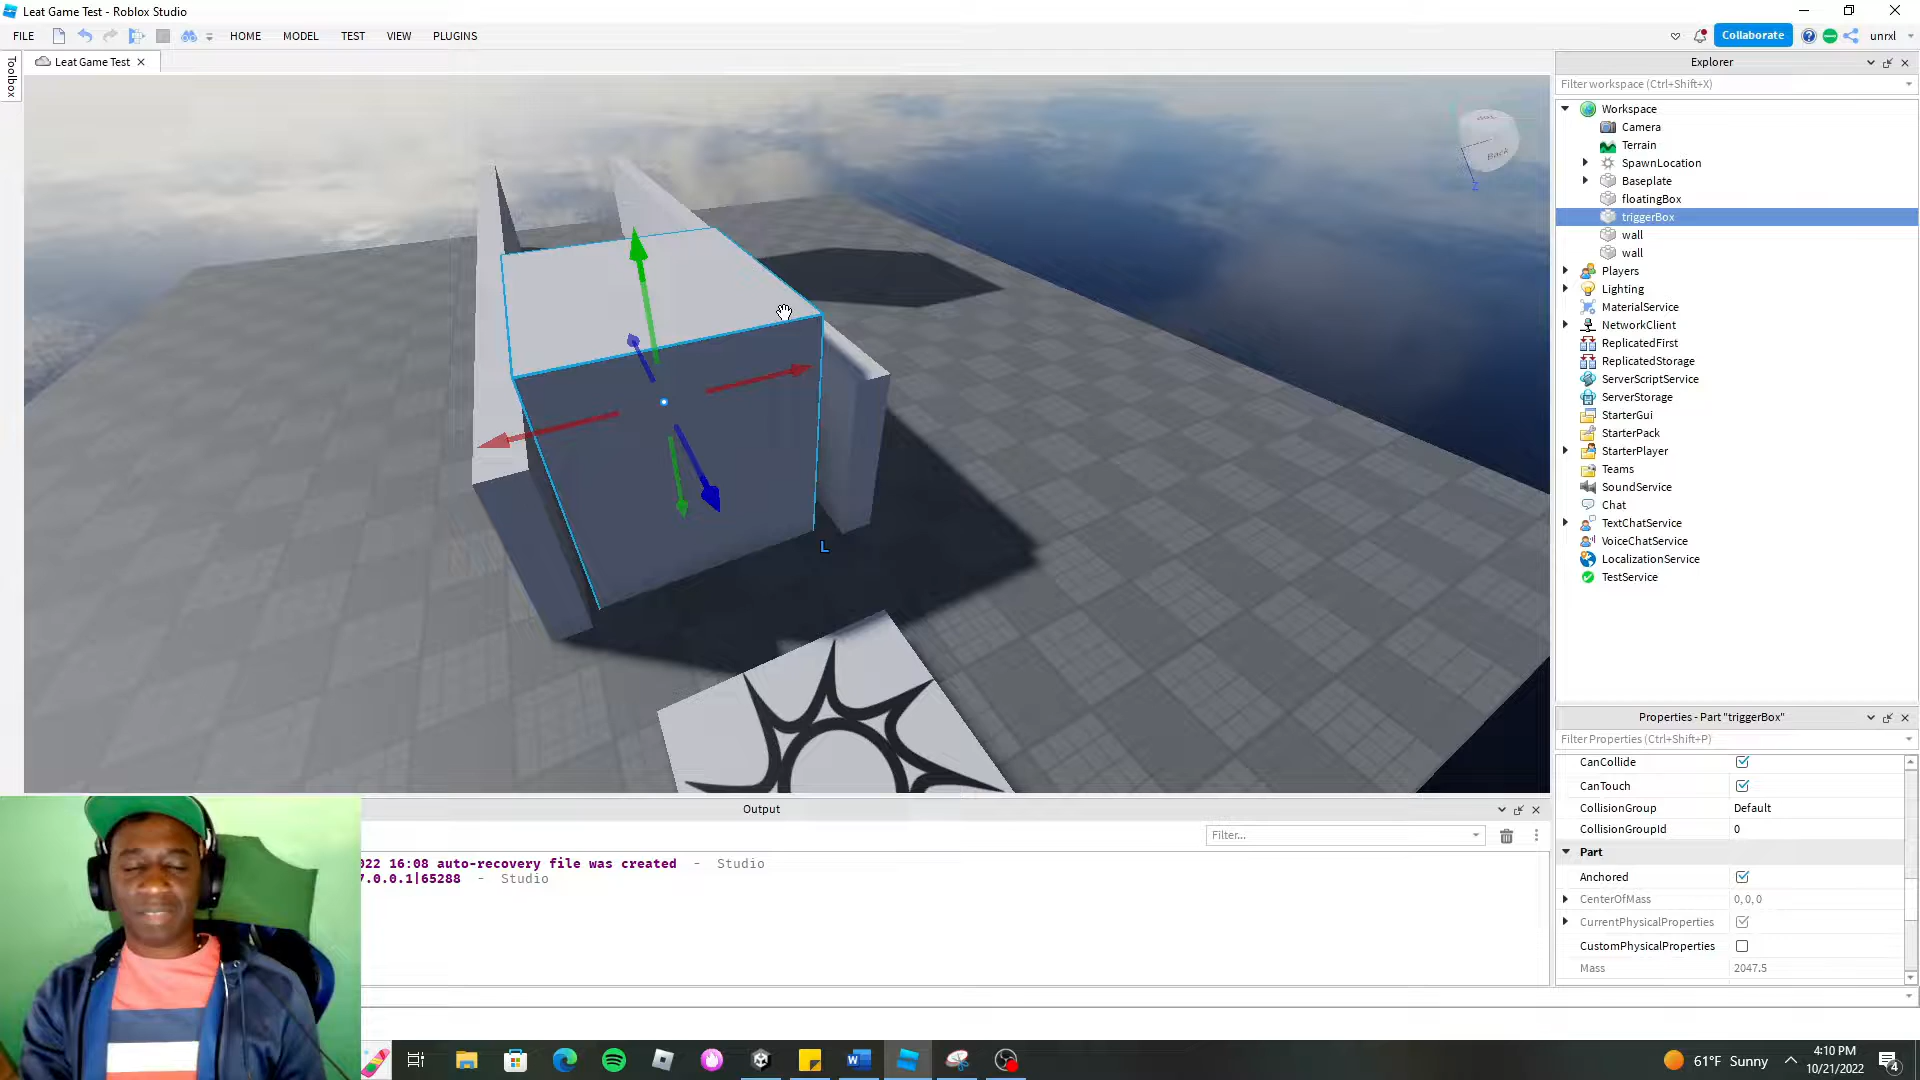 Leat Game Test - Roblox Studio
FILE HOME MODEL TEST VIEW PLUGINS Collaborate unrxl
Toolbox
Leat Game Test
Back
L
Explorer
Filter workspace (Ctrl+Shift+X)
Workspace
Camera
Terrain
SpawnLocation
Baseplate
floatingBox
triggerBox
wall
wall
Players
Lighting
MaterialService
NetworkClient
ReplicatedFirst
ReplicatedStorage
ServerScriptService
ServerStorage
StarterGui
StarterPack
StarterPlayer
Teams
SoundService
Chat
TextChatService
VoiceChatService
LocalizationService
TestService
Properties - Part "triggerBox"
Filter Properties (Ctrl+Shift+P)
CanCollide
CanTouch
CollisionGroup Default
CollisionGroupId 0
Part
Anchored
CenterOfMass 0, 0, 0
CurrentPhysicalProperties
CustomPhysicalProperties
Mass 2047.5
Output
Filter...
022 16:08 auto-recovery file was created - Studio
7.0.0.1|65288 - Studio
61°F Sunny
4:10 PM
10/21/2022
4